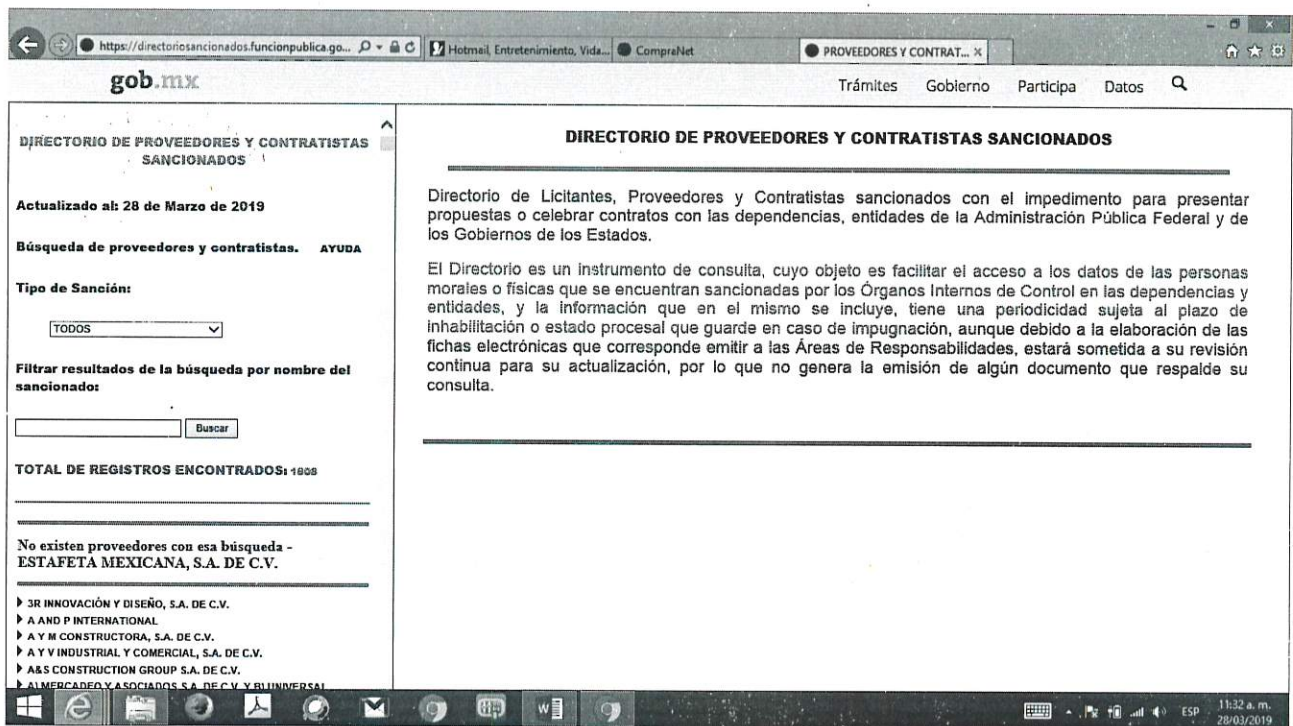 https://directoriosancionados.funcionpublica.go...
Hotmail, Entretenimiento, Vida...
CompraNet
PROVEEDORES Y CONTRAT... ×
gob.mx
Trámites Gobierno Participa Datos
DIRECTORIO DE PROVEEDORES Y CONTRATISTAS
SANCIONADOS
Actualizado al: 28 de Marzo de 2019
Búsqueda de proveedores y contratistas. AYUDA
Tipo de Sanción:
TODOS
Filtrar resultados de la búsqueda por nombre del
sancionado:
Buscar
TOTAL DE REGISTROS ENCONTRADOS: 1808
No existen proveedores con esa búsqueda -
ESTAFETA MEXICANA, S.A. DE C.V.
3R INNOVACIÓN Y DISEÑO, S.A. DE C.V.
A AND P INTERNATIONAL
A Y M CONSTRUCTORA, S.A. DE C.V.
A Y V INDUSTRIAL Y COMERCIAL, S.A. DE C.V.
A&S CONSTRUCTION GROUP S.A. DE C.V.
A) MERCADEO Y ASOCIADOS S.A. DE C.V. Y B) UNIVERSAL
DIRECTORIO DE PROVEEDORES Y CONTRATISTAS SANCIONADOS
Directorio de Licitantes, Proveedores y Contratistas sancionados con el impedimento para presentar
propuestas o celebrar contratos con las dependencias, entidades de la Administración Pública Federal y de
los Gobiernos de los Estados.
El Directorio es un instrumento de consulta, cuyo objeto es facilitar el acceso a los datos de las personas
morales o físicas que se encuentran sancionadas por los Órganos Internos de Control en las dependencias y
entidades, y la información que en el mismo se incluye, tiene una periodicidad sujeta al plazo de
inhabilitación o estado procesal que guarde en caso de impugnación, aunque debido a la elaboración de las
fichas electrónicas que corresponde emitir a las Áreas de Responsabilidades, estará sometida a su revisión
continua para su actualización, por lo que no genera la emisión de algún documento que respalde su
consulta.
ESP
11:32 a. m.
28/03/2019